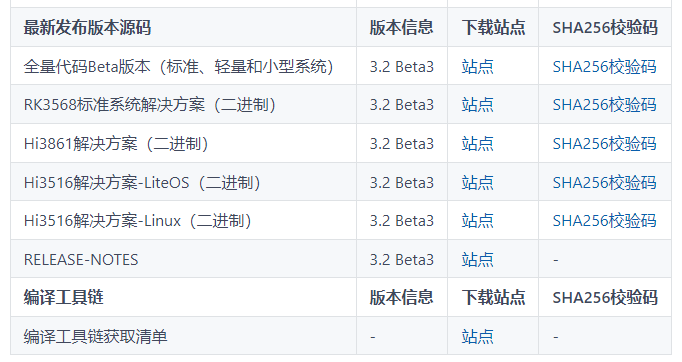 最新发布版本源码 版本信息 下载站点 SHA256校验码
全量代码Beta版本（标准、轻量和小型系统） 3.2 Beta3 站点 SHA256校验码
RK3568标准系统解决方案（二进制） 3.2 Beta3 站点 SHA256校验码
Hi3861解决方案（二进制） 3.2 Beta3 站点 SHA256校验码
Hi3516解决方案-LiteOS（二进制） 3.2 Beta3 站点 SHA256校验码
Hi3516解决方案-Linux（二进制） 3.2 Beta3 站点 SHA256校验码
RELEASE-NOTES 3.2 Beta3 站点 -
编译工具链 版本信息 下载站点 SHA256校验码
编译工具链获取清单 - 站点 -